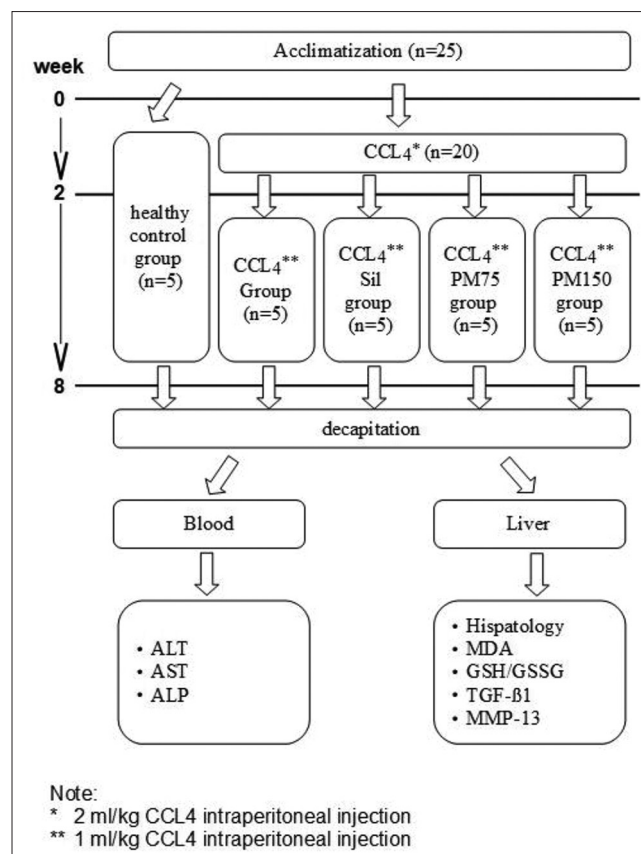 Acclimatization (n=25)
week
0
CCL4* (n=20)
2
healthy
control
group
(n=5)
CCL4**
Group
(n=5)
CCL4**
Sil
group
(n=5)
CCL4**
PM75
group
(n=5)
CCL4**
PM150
group
(n=5)
8
decapitation
Blood
Liver
• ALT
• AST
• ALP
• Hispatology
• MDA
• GSH/GSSG
• TGF-ß1
• MMP-13
Note:
* 2 ml/kg CCL4 intraperitoneal injection
** 1 ml/kg CCL4 intraperitoneal injection